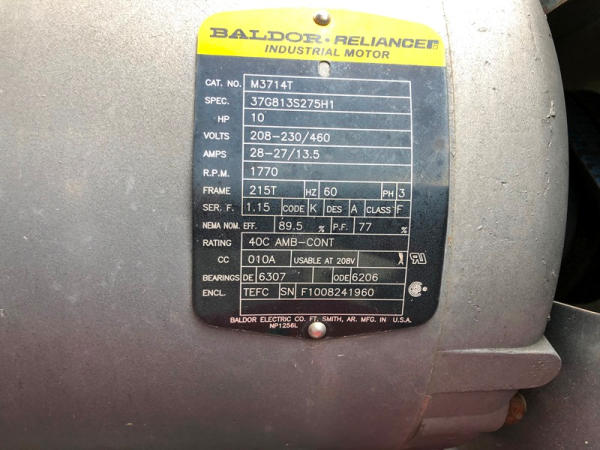 BALDOR • RELIANCER
INDUSTRIAL MOTOR
CAT. NO. M3714T
SPEC. 37G813S275H1
HP 10
VOLTS 208-230/460
AMPS 28-27/13.5
R.P.M. 1770
FRAME 215T HZ 60 PH 3
SER. F. 1.15 CODE K DES A CLASS F
NEMA NOM. EFF. 89.5 % P.F. 77 %
RATING 40C AMB-CONT
CC 010A USABLE AT 208V
BEARINGS DE 6307 ODE 6206
ENCL. TEFC SN F1008241960
BALDOR ELECTRIC CO. FT. SMITH, AR. MFG. IN U.S.A.
NP1256L